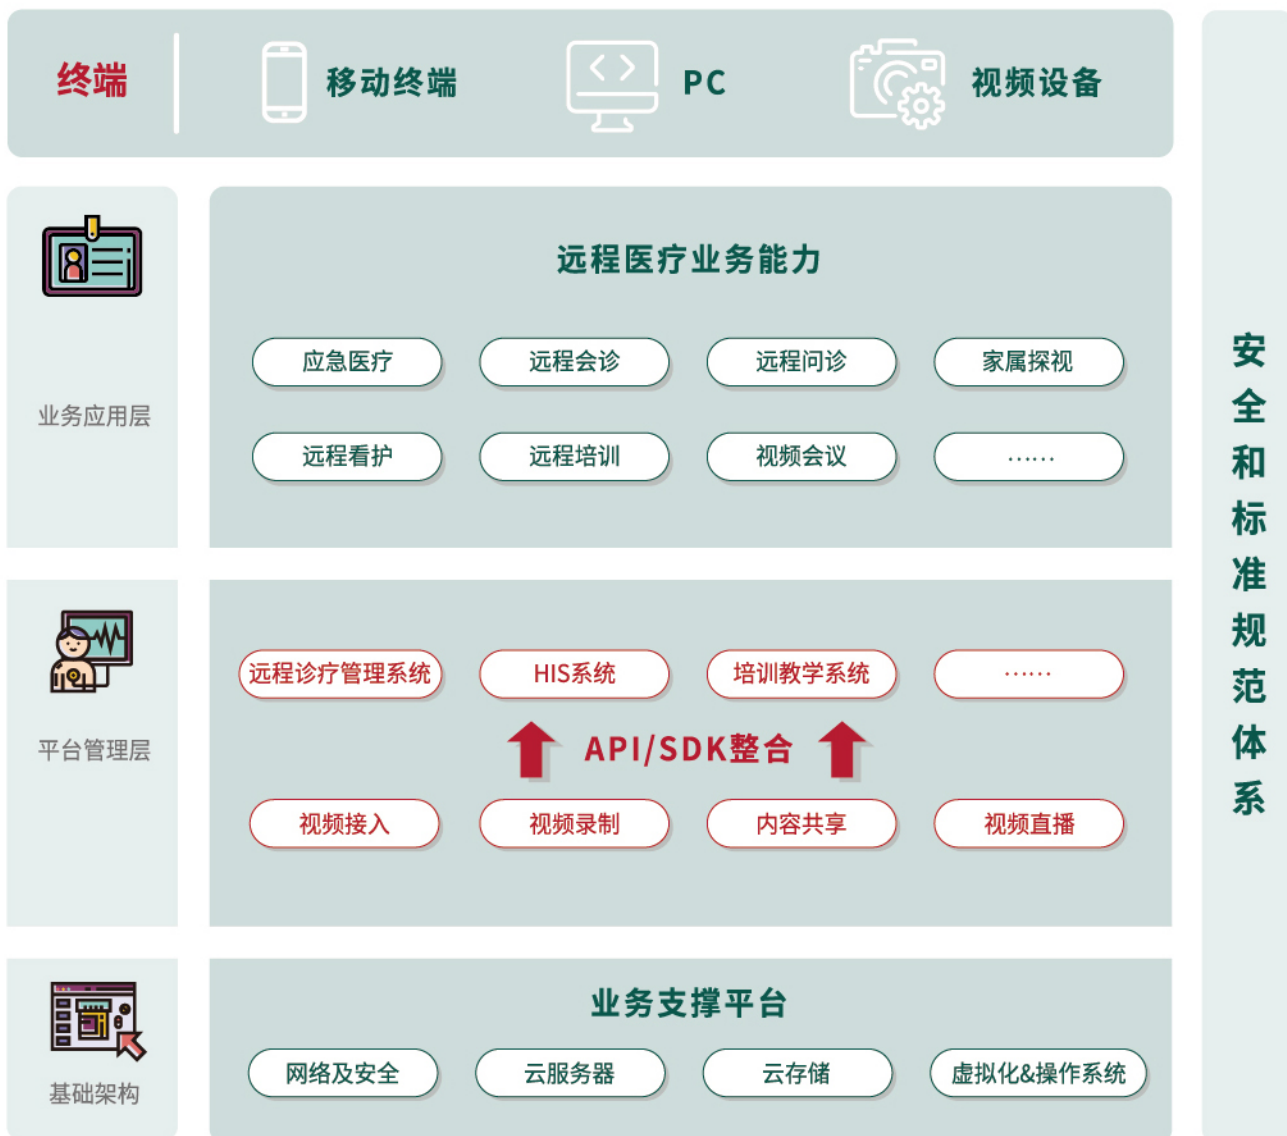 终端
移动终端
PC
视频设备
业务应用层
远程医疗业务能力
应急医疗
远程会诊
远程问诊
家属探视
远程看护
远程培训
视频会议
……
平台管理层
远程诊疗管理系统
HIS系统
培训教学系统
……
API/SDK整合
视频接入
视频录制
内容共享
视频直播
基础架构
业务支撑平台
网络及安全
云服务器
云存储
虚拟化&操作系统
安全和标准规范体系